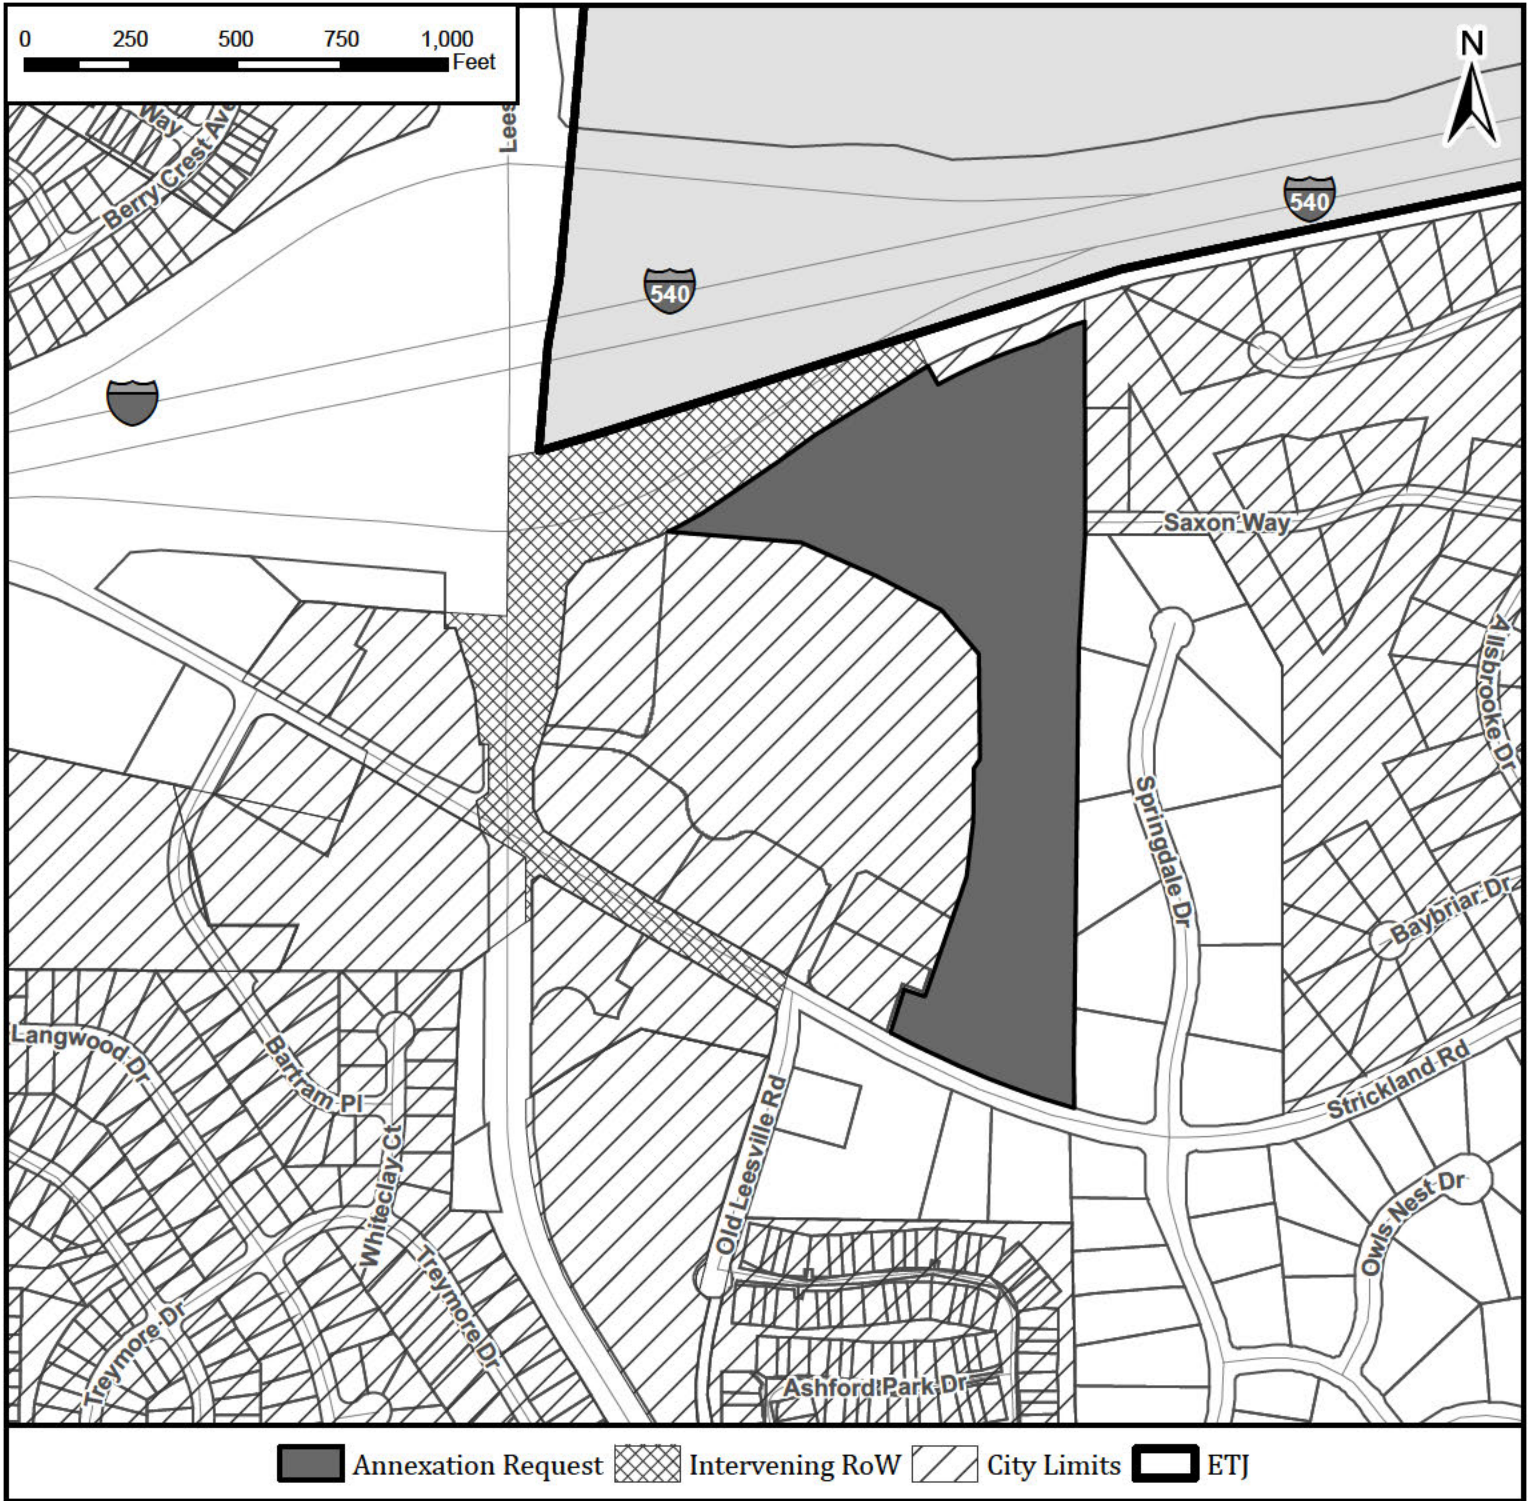 0 250 500 750 1,000
Feet
N
Way
Berry Crest Ave
Lees
540
540
Saxon Way
Allsbrooke Dr
Springdale Dr
Baybriar Dr
Langwood Dr
Bartram Pl
Strickland Rd
Old Leesville Rd
Whiteclay Ct
Owls Nest Dr
Treymore Dr
Treymore Dr
Ashford Park Dr
Annexation Request Intervening RoW City Limits ETJ